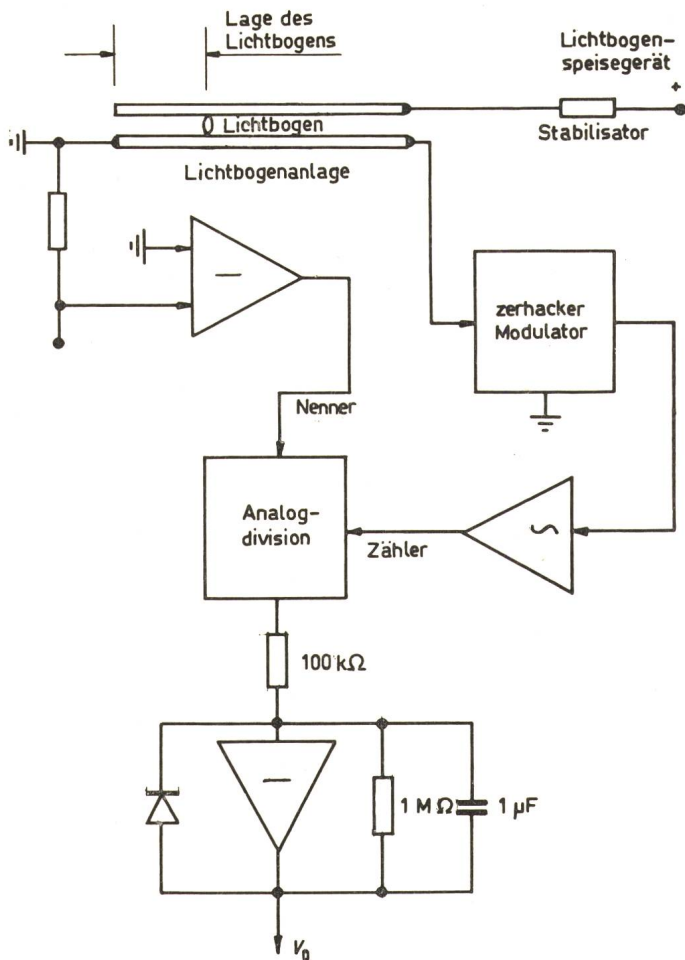 Lage des
Lichtbogens
Lichtbogen-
speisegerät
+
Lichtbogen
Stabilisator
Lichtbogenanlage
zerhacker
Modulator
Nenner
Analog-
division
Zähler
100 kΩ
1 MΩ
1 µF